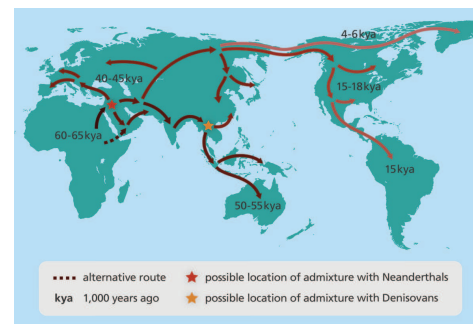 4-6kya
40-45kya
15-18kya
60-65kya
15kya
50-55kya
alternative route
possible location of admixture with Neanderthals
kya 1,000 years ago
possible location of admixture with Denisovans